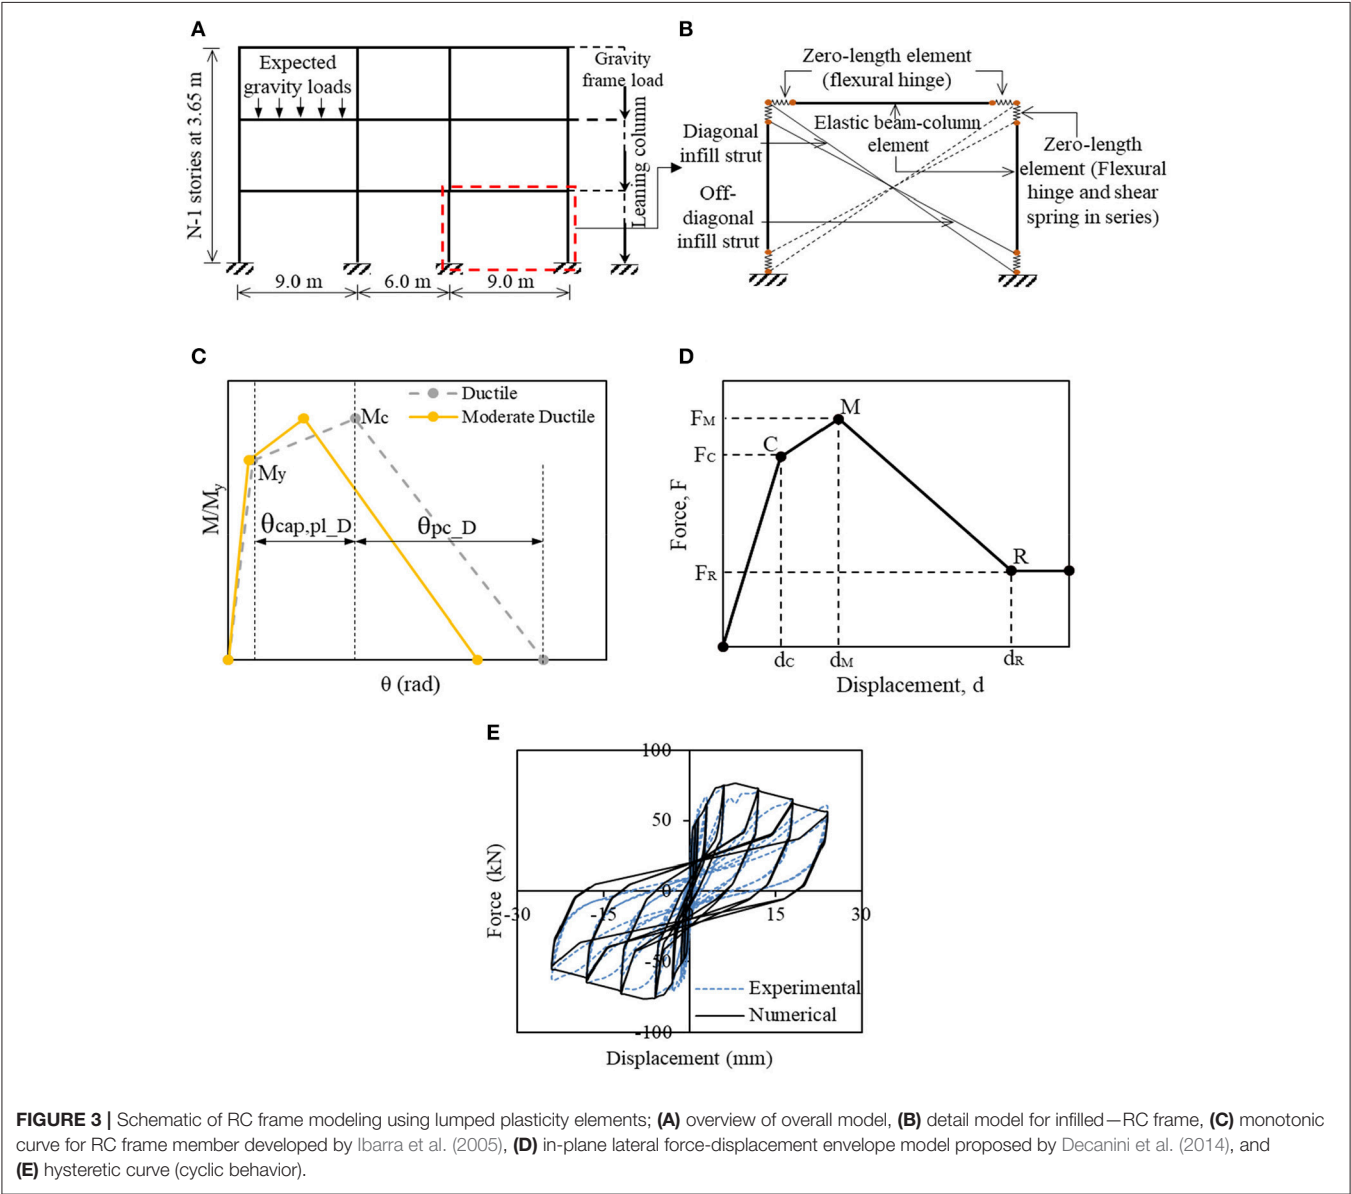 A
Expected
gravity loads
N-1 stories at 3.65 m
Gravity
frame load
Leaning column
9.0 m
6.0 m
9.0 m
B
Zero-length element
(flexural hinge)
Elastic beam-column
element
Diagonal
infill strut
Off-
diagonal
infill strut
Zero-length
element (Flexural
hinge and shear
spring in series)
C
Ductile
Moderate Ductile
Mc
My
θcap,pl_D
θpc_D
M/My
θ (rad)
D
M
C
R
FM
FC
FR
Force, F
dC
dM
dR
Displacement, d
E
100
50
0
-50
-100
-30
-15
0
15
30
Force (kN)
Experimental
Numerical
Displacement (mm)
FIGURE 3 | Schematic of RC frame modeling using lumped plasticity elements; (A) overview of overall model, (B) detail model for infilled—RC frame, (C) monotonic
curve for RC frame member developed by Ibarra et al. (2005), (D) in-plane lateral force-displacement envelope model proposed by Decanini et al. (2014), and
(E) hysteretic curve (cyclic behavior).